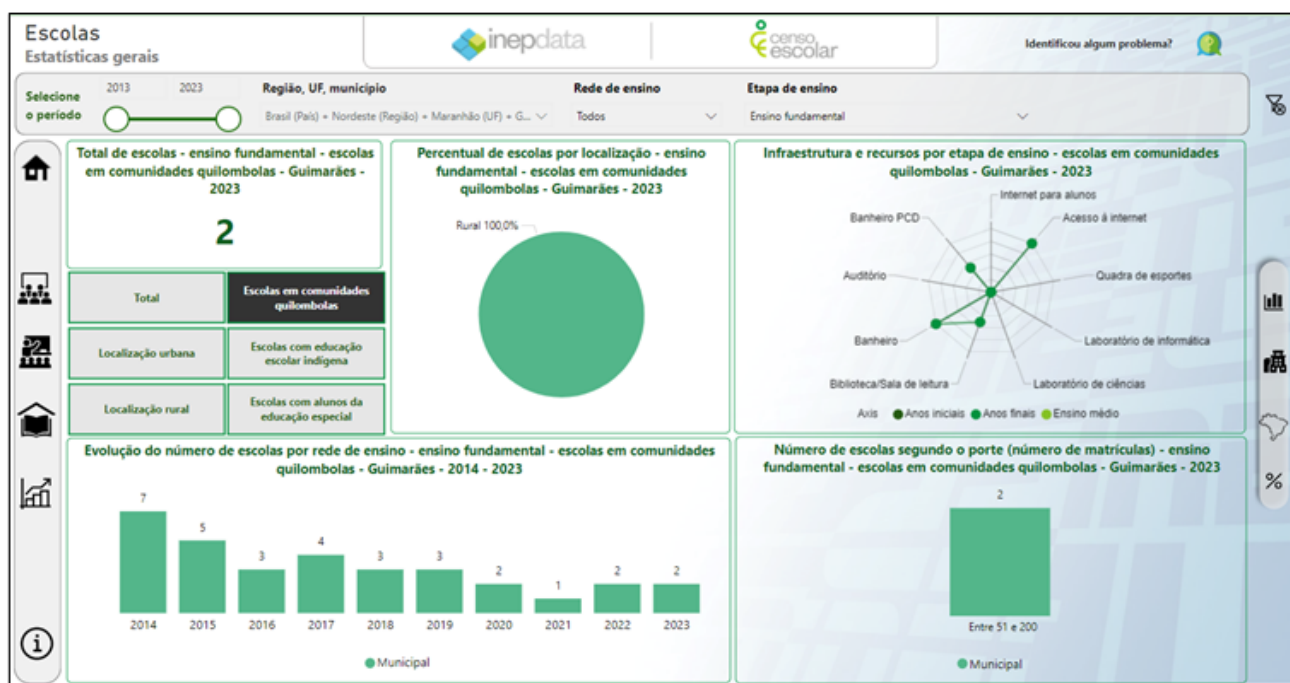 Escolas
Estatísticas gerais
inepdata
censo
escolar
Identificou algum problema?
Selecione
o período
2013 2023
Região, UF, município
Brasil (País) + Nordeste (Região) + Maranhão (UF) + G...
Rede de ensino
Todos
Etapa de ensino
Ensino fundamental
Total de escolas - ensino fundamental - escolas
em comunidades quilombolas - Guimarães -
2023
2
Total
Escolas em comunidades
quilombolas
Localização urbana
Escolas com educação
escolar indígena
Localização rural
Escolas com alunos da
educação especial
Percentual de escolas por localização - ensino
fundamental - escolas em comunidades
quilombolas - Guimarães - 2023
Rural 100,0%
Infraestrutura e recursos por etapa de ensino - escolas em comunidades
quilombolas - Guimarães - 2023
Internet para alunos
Banheiro PCD
Acesso à internet
Auditório
Quadra de esportes
Banheiro
Laboratório de informática
Biblioteca/Sala de leitura
Laboratório de ciências
Axis Anos iniciais Anos finais Ensino médio
Evolução do número de escolas por rede de ensino - ensino fundamental - escolas em comunidades
quilombolas - Guimarães - 2014 - 2023
7 5 3 4 3 3 2 1 2 2
2014 2015 2016 2017 2018 2019 2020 2021 2022 2023
Municipal
Número de escolas segundo o porte (número de matrículas) - ensino
fundamental - escolas em comunidades quilombolas - Guimarães - 2023
2
Entre 51 e 200
Municipal
%